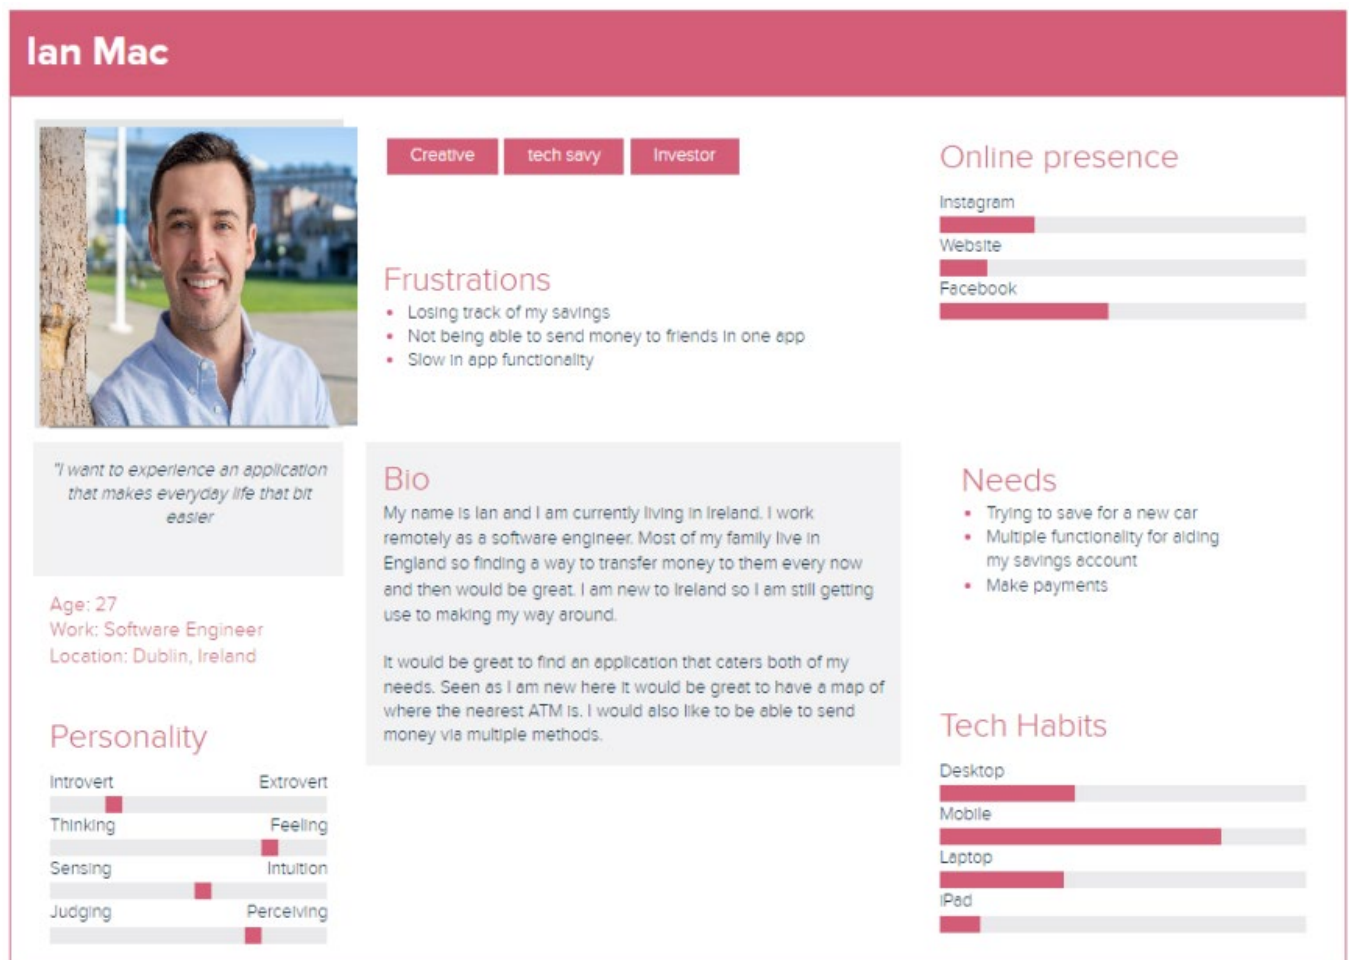 Ian Mac
Creative
tech savy
Investor
Frustrations
Losing track of my savings
Not being able to send money to friends in one app
Slow in app functionality
Online presence
Instagram
Website
Facebook
"I want to experience an application
that makes everyday life that bit
easier
Age: 27
Work: Software Engineer
Location: Dublin, Ireland
Personality
Introvert Extrovert
Thinking Feeling
Sensing Intuition
Judging Perceiving
Bio
My name is Ian and I am currently living in Ireland. I work
remotely as a software engineer. Most of my family live in
England so finding a way to transfer money to them every now
and then would be great. I am new to Ireland so I am still getting
use to making my way around.
It would be great to find an application that caters both of my
needs. Seen as I am new here it would be great to have a map of
where the nearest ATM is. I would also like to be able to send
money via multiple methods.
Needs
Trying to save for a new car
Multiple functionality for aiding
my savings account
Make payments
Tech Habits
Desktop
Mobile
Laptop
iPad